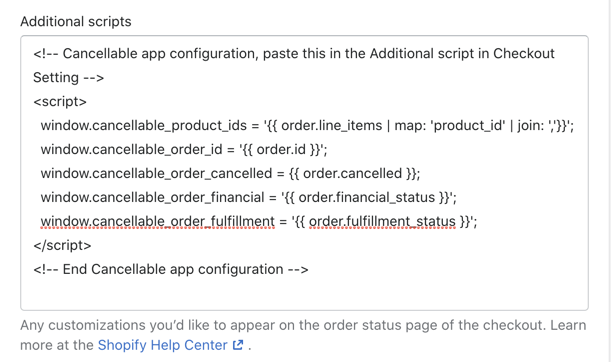 Additional scripts
<!-- Cancellable app configuration, paste this in the Additional script in Checkout
Setting -->
<script>
window.cancellable_product_ids = '{{ order.line_items | map: 'product_id' | join: ','}}';
window.cancellable_order_id = '{{ order.id }}';
window.cancellable_order_cancelled = {{ order.cancelled }};
window.cancellable_order_financial = '{{ order.financial_status }}';
window.cancellable_order_fulfillment = '{{ order.fulfillment_status }}';
</script>
<!-- End Cancellable app configuration -->
Any customizations you'd like to appear on the order status page of the checkout. Learn
more at the Shopify Help Center .